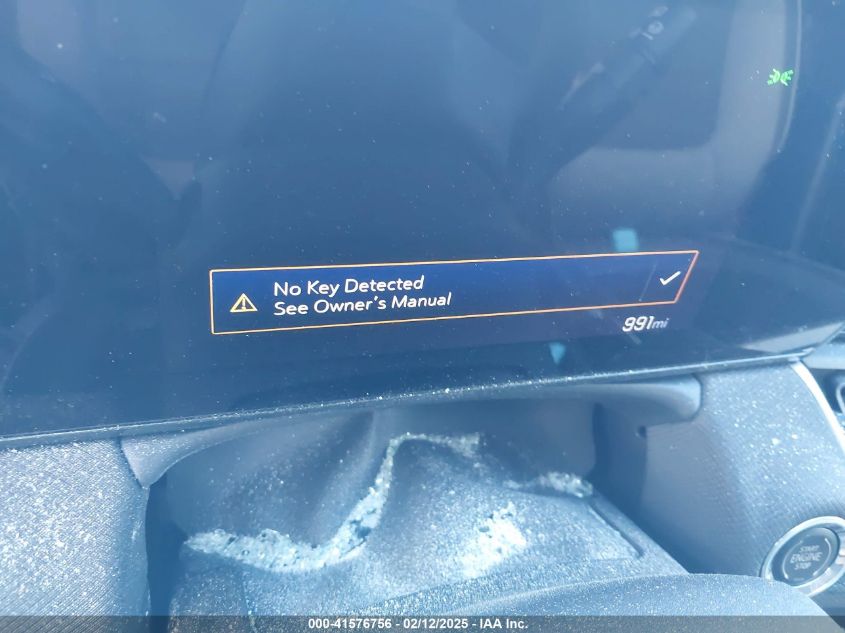 No Key Detected
See Owner's Manual
991mi
START
ENGINE
STOP
000-41576756 - 02/12/2025 - IAA Inc.